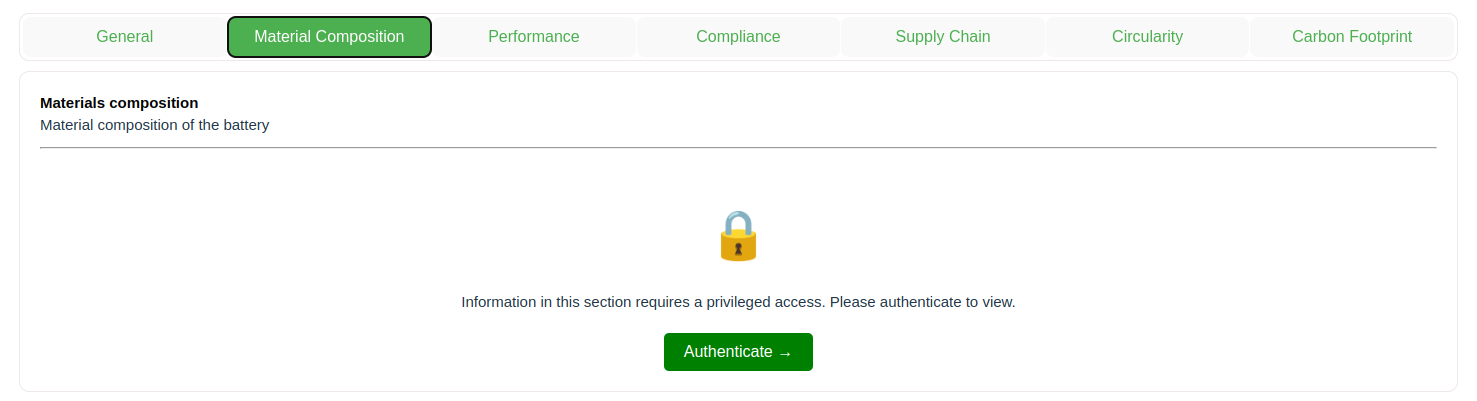 General Material Composition Performance Compliance Supply Chain Circularity Carbon Footprint
Materials composition
Material composition of the battery
Information in this section requires a privileged access. Please authenticate to view.
Authenticate →